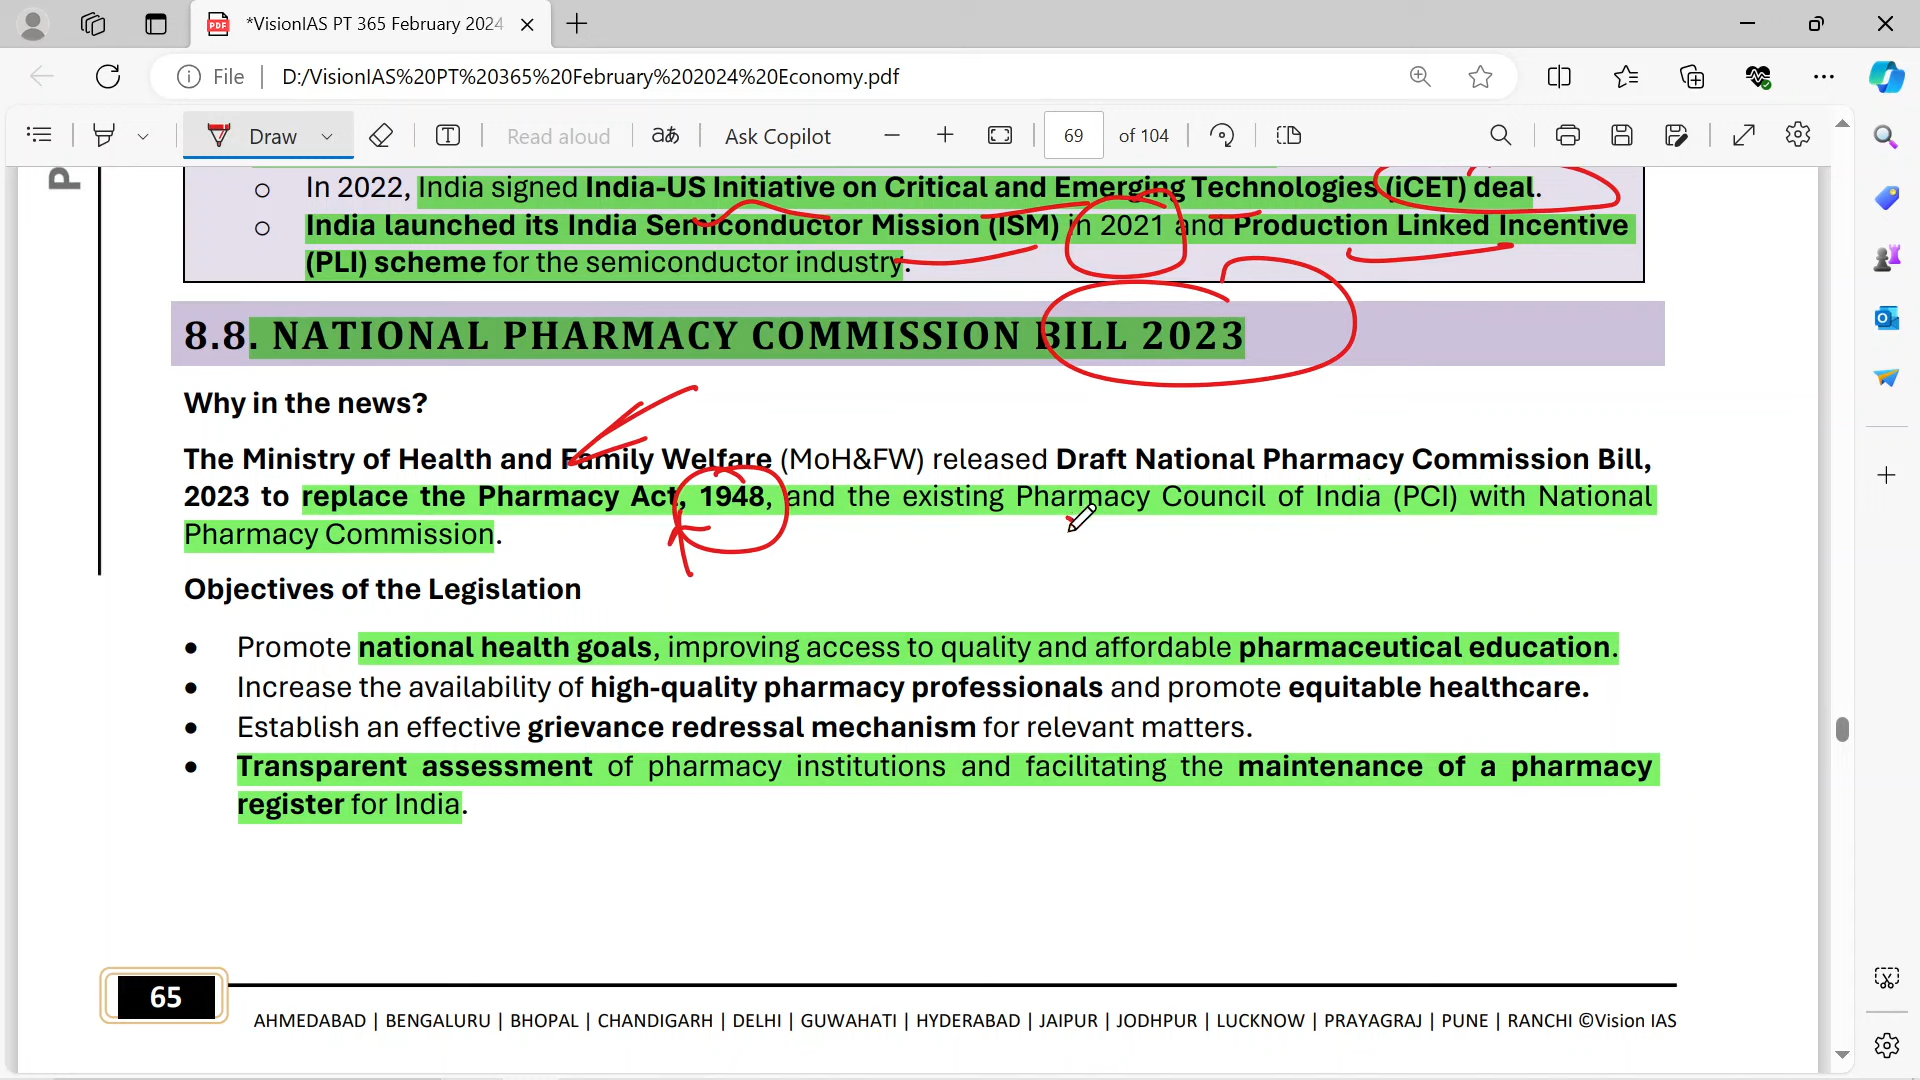 *VisionIAS PT 365 February 2024
File
D:/VisionIAS%20PT%20365%20February%202024%20Economy.pdf
Draw
Read aloud
aあ
Ask Copilot
69 of 104
P
In 2022, India signed India-US Initiative on Critical and Emerging Technologies (iCET) deal.
India launched its India Semiconductor Mission (ISM) in 2021 and Production Linked Incentive
(PLI) scheme for the semiconductor industry.
8.8. NATIONAL PHARMACY COMMISSION BILL 2023
Why in the news?
The Ministry of Health and Family Welfare (MoH&FW) released Draft National Pharmacy Commission Bill,
2023 to replace the Pharmacy Act, 1948, and the existing Pharmacy Council of India (PCI) with National
Pharmacy Commission.
Objectives of the Legislation
• Promote national health goals, improving access to quality and affordable pharmaceutical education.
• Increase the availability of high-quality pharmacy professionals and promote equitable healthcare.
• Establish an effective grievance redressal mechanism for relevant matters.
• Transparent assessment of pharmacy institutions and facilitating the maintenance of a pharmacy
register for India.
65
AHMEDABAD | BENGALURU | BHOPAL | CHANDIGARH | DELHI | GUWAHATI | HYDERABAD | JAIPUR | JODHPUR | LUCKNOW | PRAYAGRAJ | PUNE | RANCHI ©Vision IAS